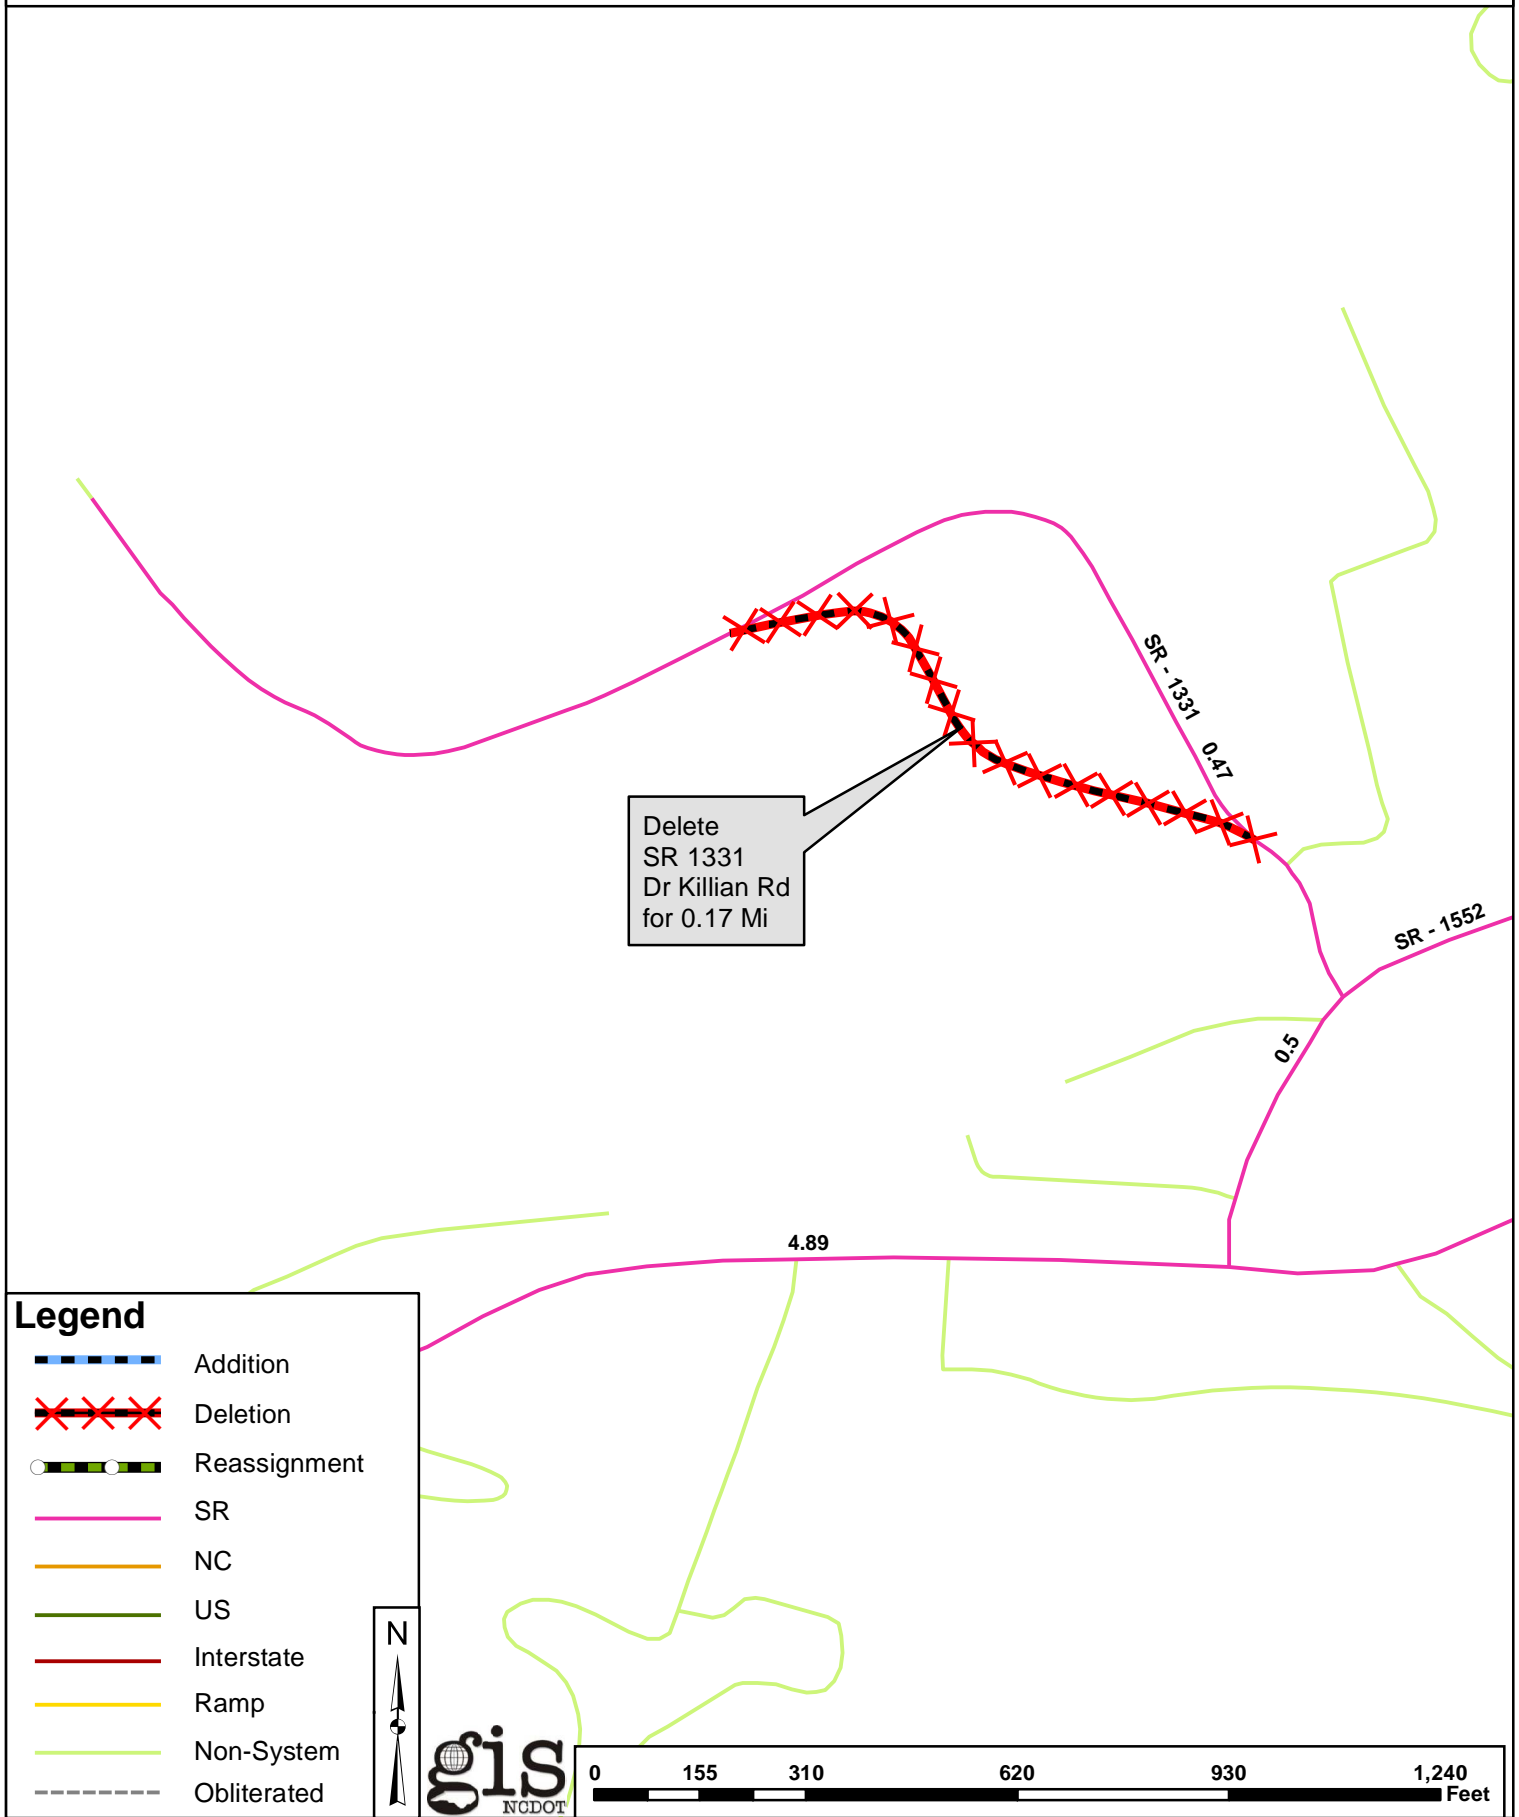 SR - 1331
0.47
Delete
SR 1331
Dr Killian Rd
for 0.17 Mi
SR - 1552
0.5
4.89
Legend
Addition
Deletion
Reassignment
SR
NC
US
Interstate
Ramp
Non-System
Obliterated
N
gis
NCDOT
0 155 310 620 930 1,240
Feet